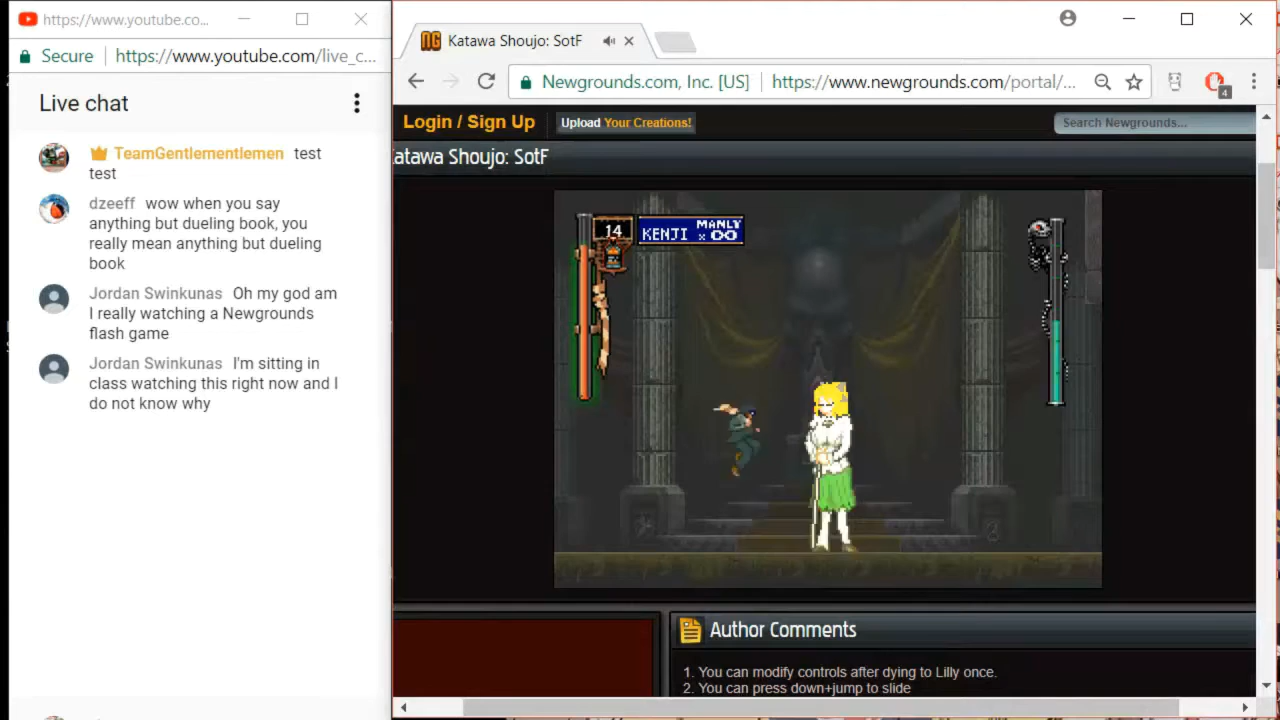 https://www.youtube.co...
Secure
https://www.youtube.com/live_c...
Live chat
TeamGentlementlemen test
test
dzeeff wow when you say
anything but dueling book, you
really mean anything but dueling
book
Jordan Swinkunas Oh my god am
I really watching a Newgrounds
flash game
Jordan Swinkunas I'm sitting in
class watching this right now and I
do not know why
NG
Katawa Shoujo: SotF
Newgrounds.com, Inc. [US]
https://www.newgrounds.com/portal/...
4
Login / Sign Up
Upload Your Creations!
Search Newgrounds...
atawa Shoujo: SotF
14
MANLY
KENJI x ∞
Author Comments
1. You can modify controls after dying to Lilly once.
2. You can press down+jump to slide